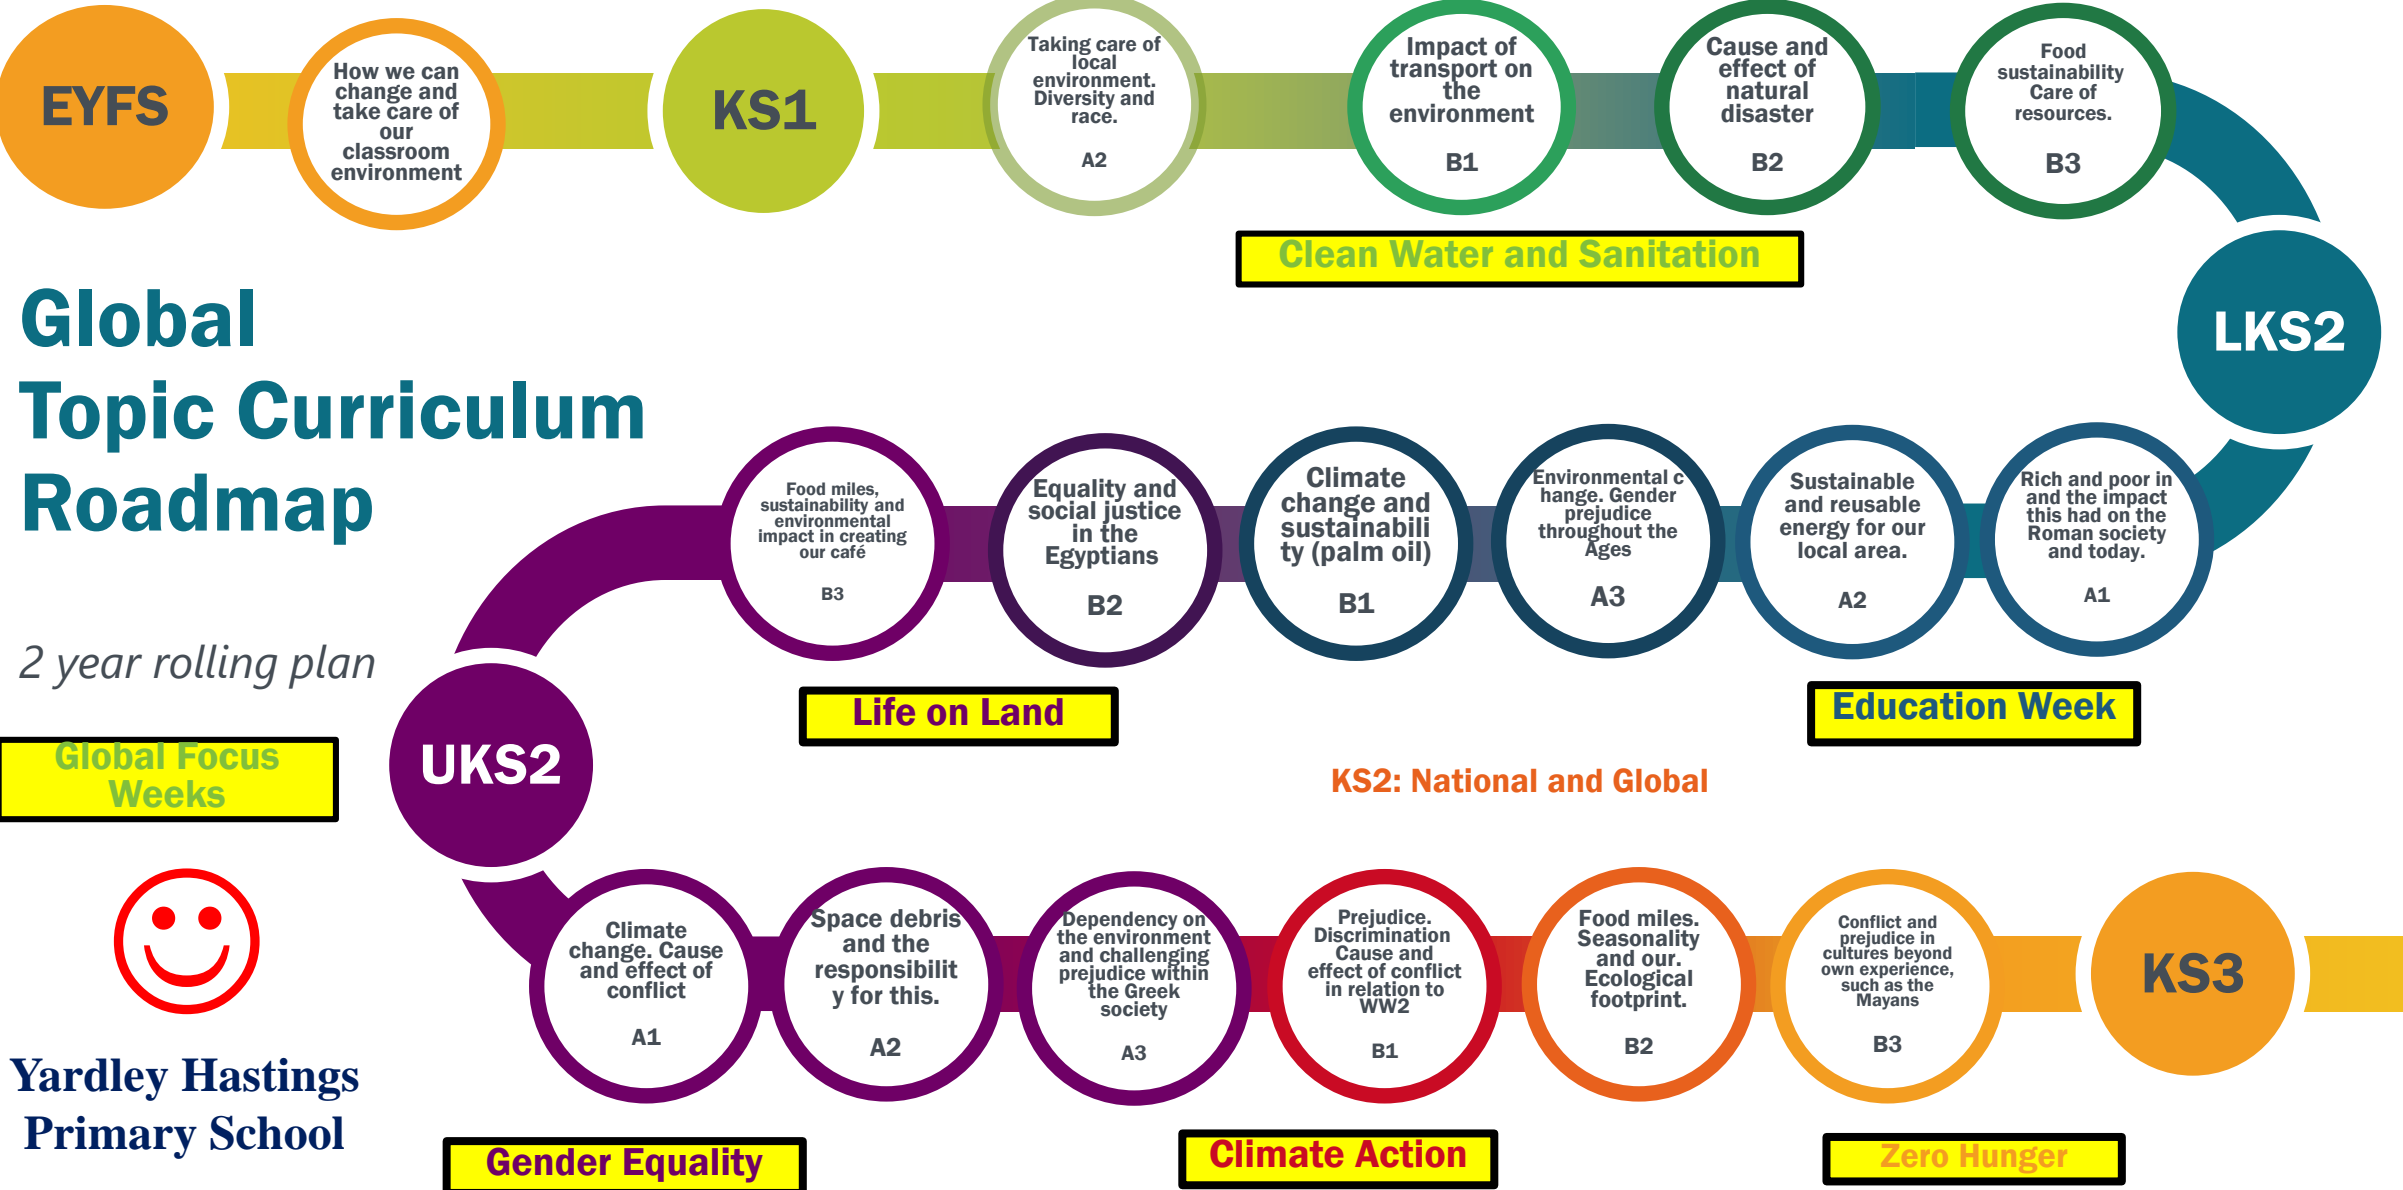 EYFS
How we can
change and
take care of
our
classroom
environment
KS1
Taking care of
local
environment.
Diversity and
race.
A2
Impact of
transport on
the
environment
B1
Cause and
effect of
natural
disaster
B2
Food
sustainability
Care of
resources.
B3
Clean Water and Sanitation
LKS2
Global
Topic Curriculum
Roadmap
2 year rolling plan
Rich and poor in
and the impact
this had on the
Roman society
and today.
A1
Sustainable
and reusable
energy for our
local area.
A2
Environmental c
hange. Gender
prejudice
throughout the
Ages
A3
Climate
change and
sustainabili
ty (palm oil)
B1
Equality and
social justice
in the
Egyptians
B2
Food miles,
sustainability and
environmental
impact in creating
our café
B3
Life on Land
Education Week
Global Focus
Weeks
UKS2
KS2: National and Global
Climate
change. Cause
and effect of
conflict
A1
Space debris
and the
responsibilit
y for this.
A2
Dependency on
the environment
and challenging
prejudice within
the Greek
society
A3
Prejudice.
Discrimination
Cause and
effect of conflict
in relation to
WW2
B1
Food miles.
Seasonality
and our.
Ecological
footprint.
B2
Conflict and
prejudice in
cultures beyond
own experience,
such as the
Mayans
B3
KS3
Yardley Hastings
Primary School
Gender Equality
Climate Action
Zero Hunger